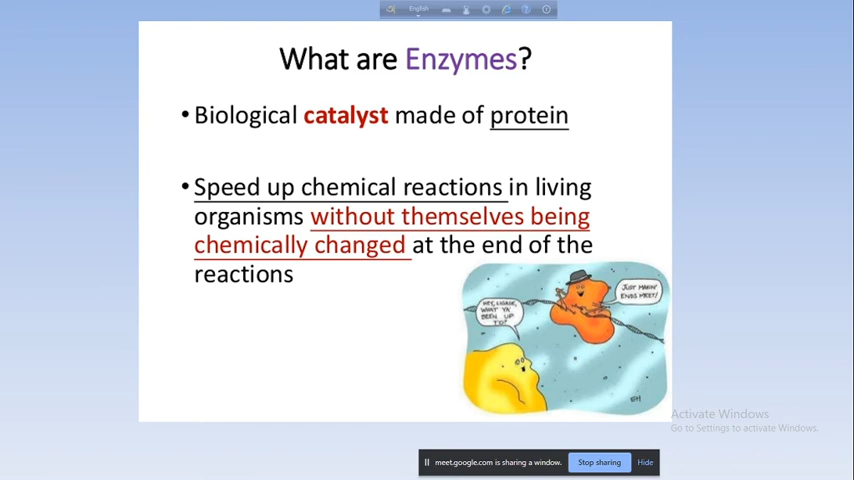 English
What are Enzymes?
•Biological catalyst made of protein
•Speed up chemical reactions in living
organisms without themselves being
chemically changed at the end of the
reactions
HEY, LIGASE,
WHAT YA'
BEEN UP
TO?
JUST MAKIN'
ENDS MEET!
EH
Activate Windows
Go to Settings to activate Windows.
meet.google.com is sharing a window.
Stop sharing
Hide